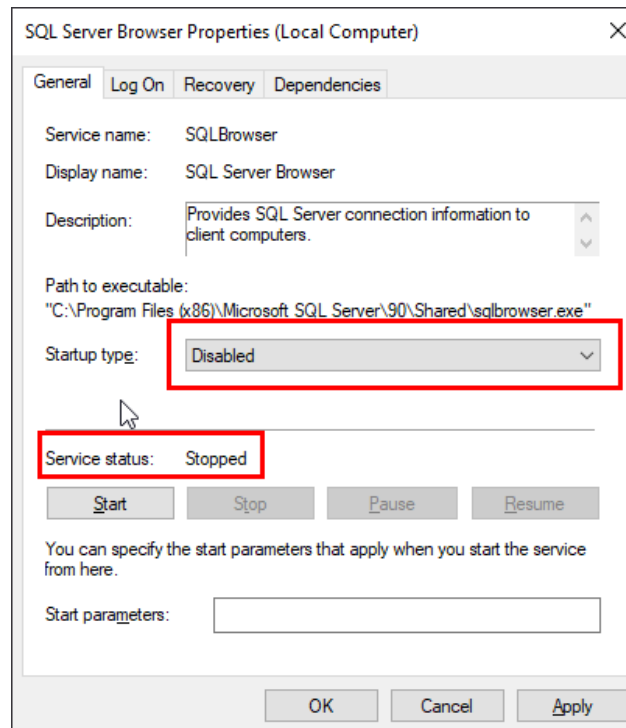 SQL Server Browser Properties (Local Computer)
General Log On Recovery Dependencies
Service name: SQLBrowser
Display name: SQL Server Browser
Description: Provides SQL Server connection information to
client computers.
Path to executable:
"C:\Program Files (x86)\Microsoft SQL Server\90\Shared\sqlbrowser.exe"
Startup type: Disabled
Service status: Stopped
Start Stop Pause Resume
You can specify the start parameters that apply when you start the service
from here.
Start parameters:
OK Cancel Apply